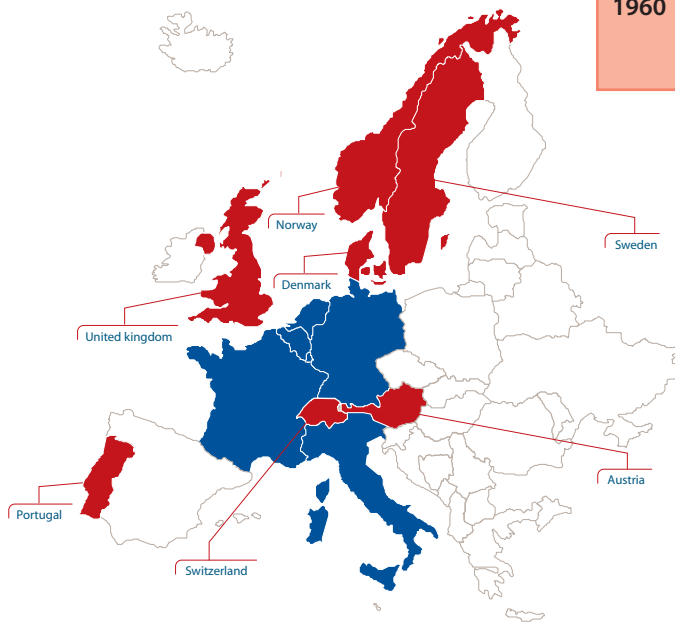 1960
Norway
Sweden
Denmark
United kingdom
Austria
Portugal
Switzerland